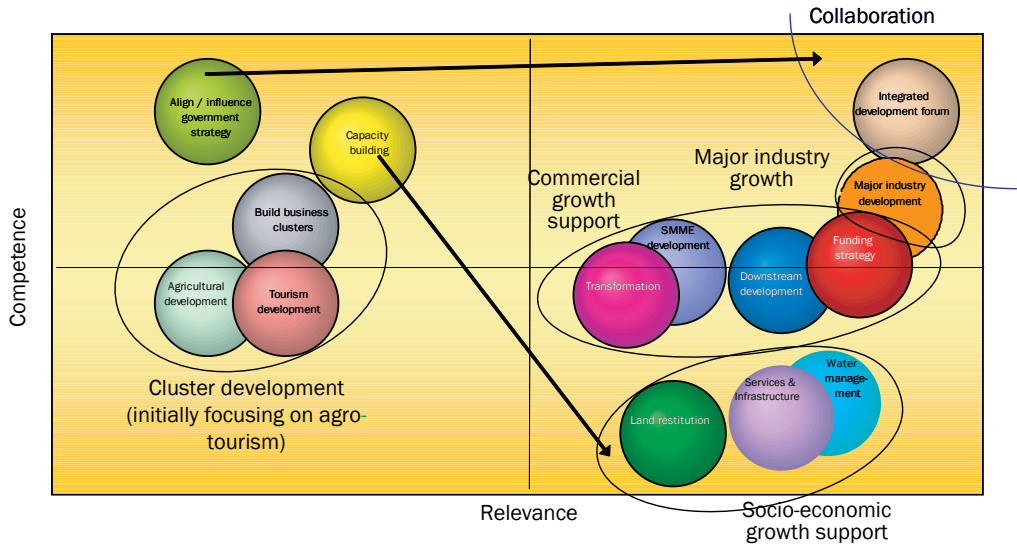 Collaboration
Align / influence
government
strategy
Capacity
building
Integrated
development forum
Major industry
growth
Major industry
development
Commercial
growth
support
Build business
clusters
SMME
development
Funding
strategy
Agricultural
development
Tourism
development
Transformation
Downstream
development
Competence
Cluster development
(initially focusing on agro-
tourism)
Water
manage-
ment
Services &
Infrastructure
Land restitution
Relevance
Socio-economic
growth support